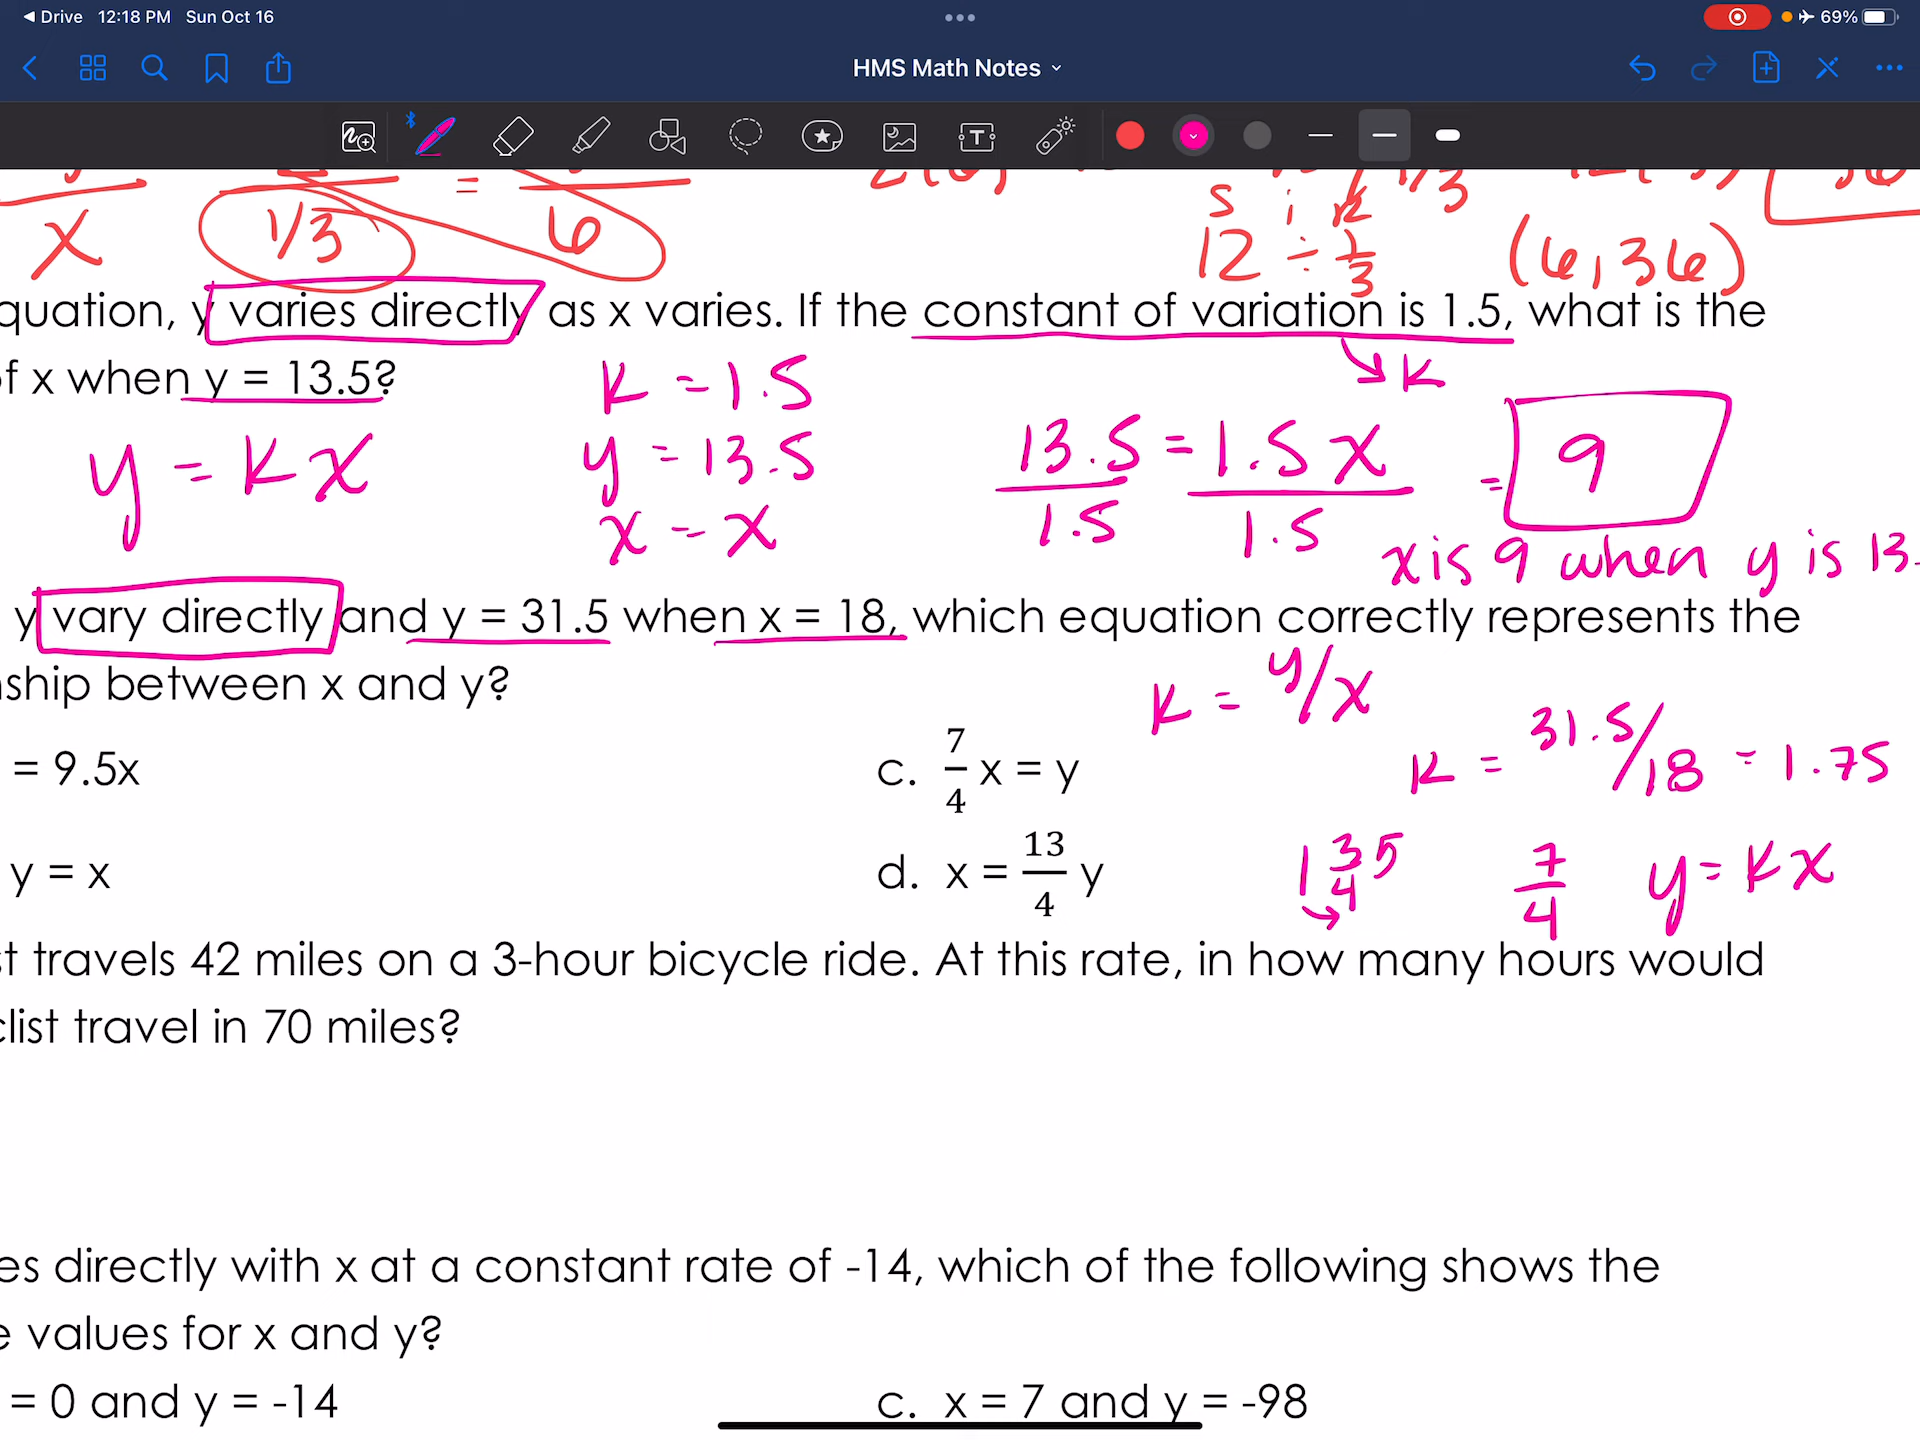 Drive 12:18 PM Sun Oct 16 69%
HMS Math Notes
T
x 1/3 = 6
s i k 1/3
12 ÷ 1/3 (6,36)
quation, y varies directly as x varies. If the constant of variation is 1.5, what is the
→ k
f x when y = 13.5?
k = 1.5
y = kx
y = 13.5
x = x
13.5 = 1.5x
1.5 1.5
= 9
x is 9 when y is 13.
y vary directly and y = 31.5 when x = 18, which equation correctly represents the
ship between x and y?
k = y/x
= 9.5x
c. 7/4 x = y
k = 31.5/18 = 1.75
y = x
d. x = 13/4 y
1 3/4 5 7/4 y = kx
t travels 42 miles on a 3-hour bicycle ride. At this rate, in how many hours would
clist travel in 70 miles?
es directly with x at a constant rate of -14, which of the following shows the
e values for x and y?
= 0 and y = -14
c. x = 7 and y = -98